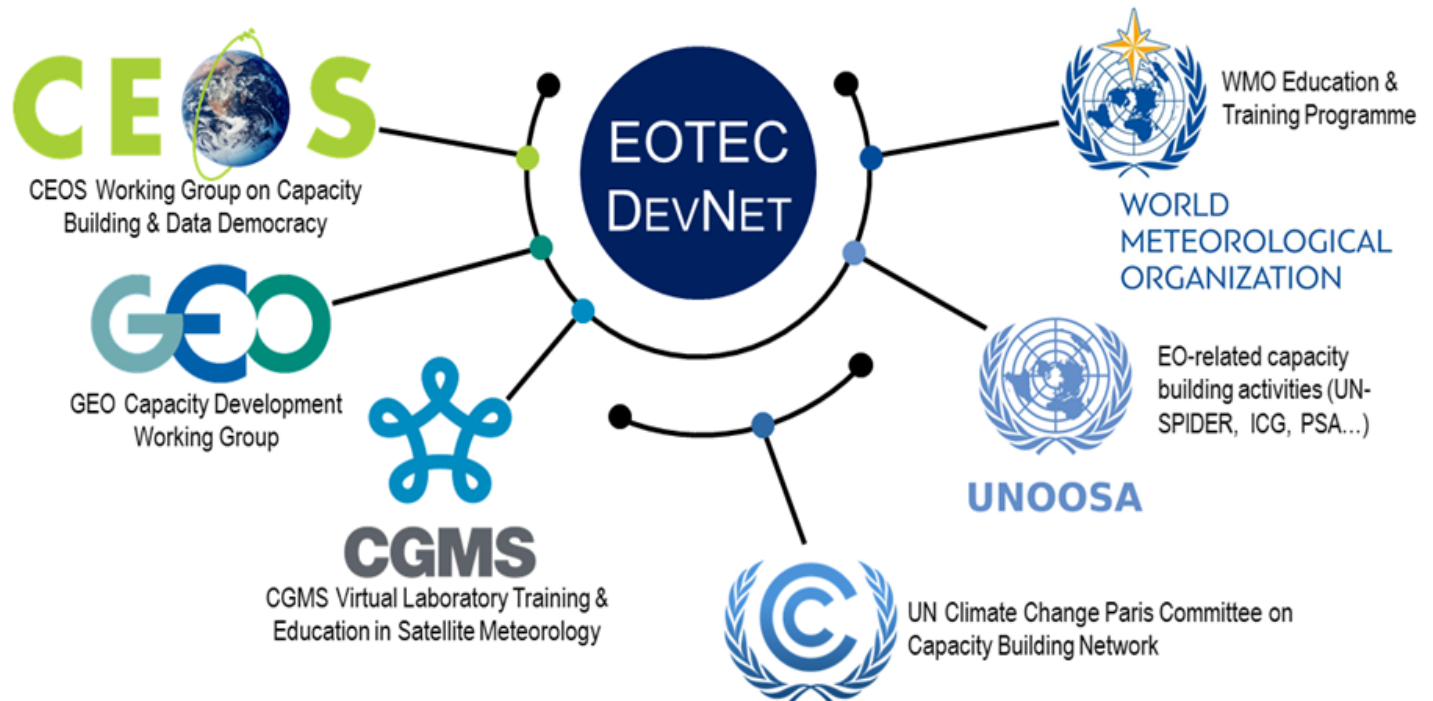 CEOS
CEOS Working Group on Capacity
Building & Data Democracy
GEO
GEO Capacity Development
Working Group
CGMS
CGMS Virtual Laboratory Training &
Education in Satellite Meteorology
EOTEC
DEVNET
WMO Education &
Training Programme
WORLD
METEOROLOGICAL
ORGANIZATION
EO-related capacity
building activities (UN-
SPIDER, ICG, PSA...)
UNOOSA
UN Climate Change Paris Committee on
Capacity Building Network